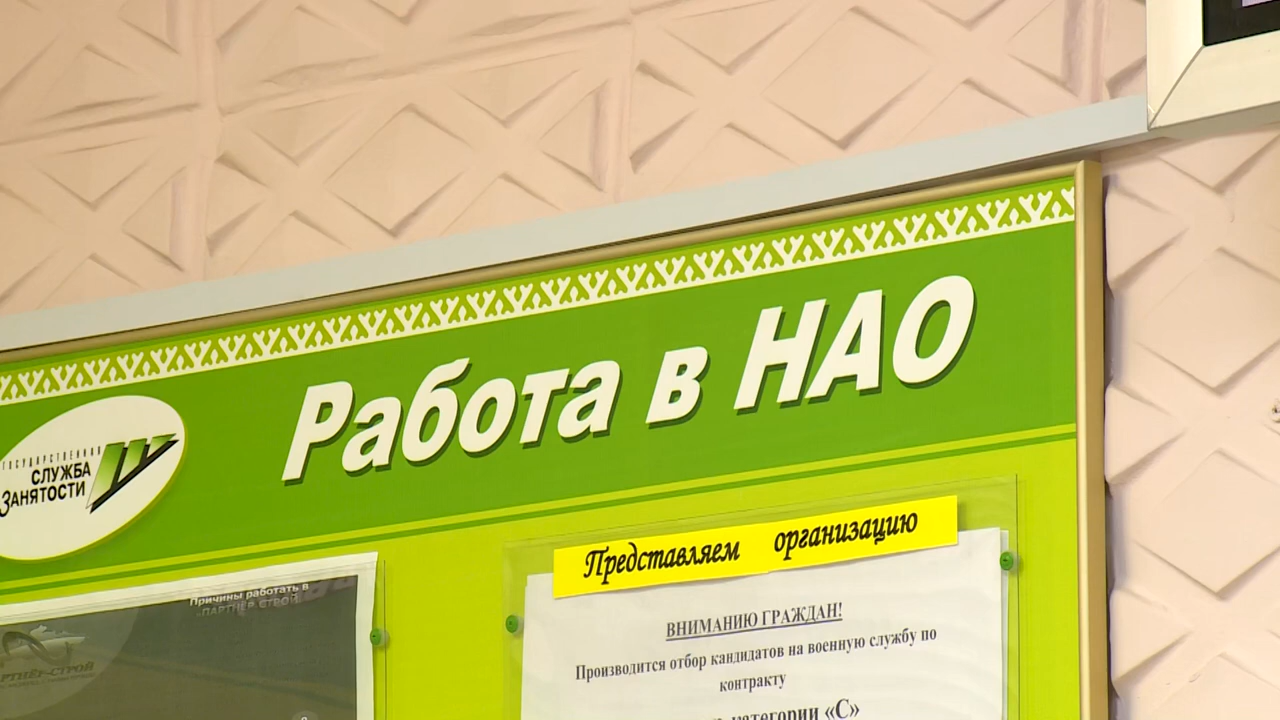 Работа в НАО
ГОСУДАРСТВЕННАЯ
СЛУЖБА
ЗАНЯТОСТИ
Представляем организацию
ВНИМАНИЮ ГРАЖДАН!
Производится отбор кандидатов на военную службу по
контракту
категории «С»
Причины работать в
"ПАРТНЕР СТРОЙ"